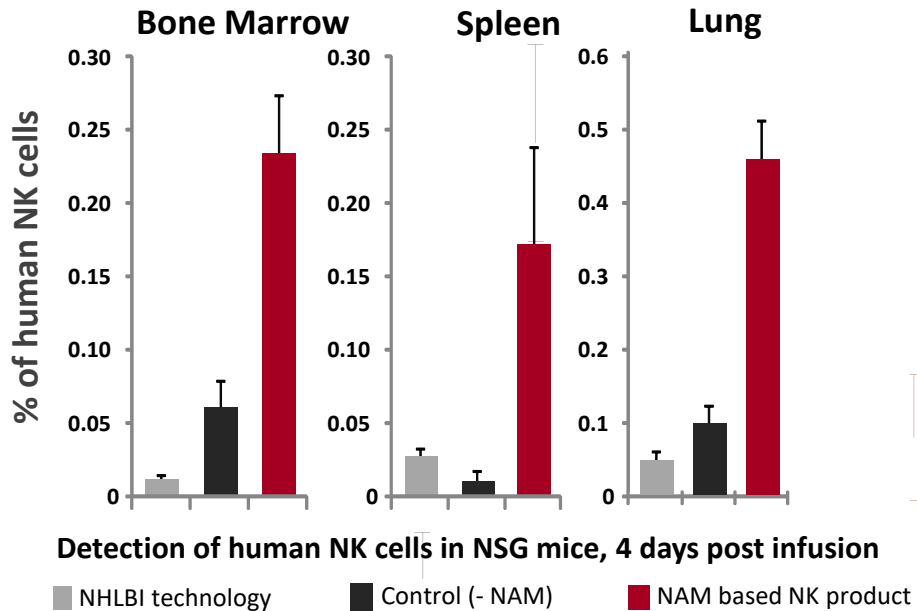 Bone Marrow
Spleen
Lung
% of human NK cells
0.30
0.25
0.20
0.15
0.10
0.05
0
0.30
0.25
0.20
0.15
0.10
0.05
0
0.6
0.5
0.4
0.3
0.2
0.1
0
Detection of human NK cells in NSG mice, 4 days post infusion
NHLBI technology
Control (- NAM)
NAM based NK product